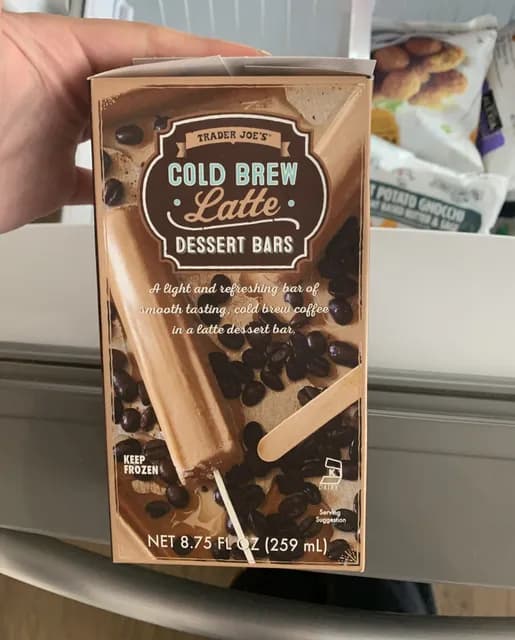 TRADER JOE'S
COLD BREW
Latte
DESSERT BARS
A light and refreshing bar of
smooth tasting, cold brew coffee
in a latte dessert bar.
KEEP
FROZEN
K
DAIRY
Serving
Suggestion
NET 8.75 FL OZ (259 mL)
POTATO GNOCCHI